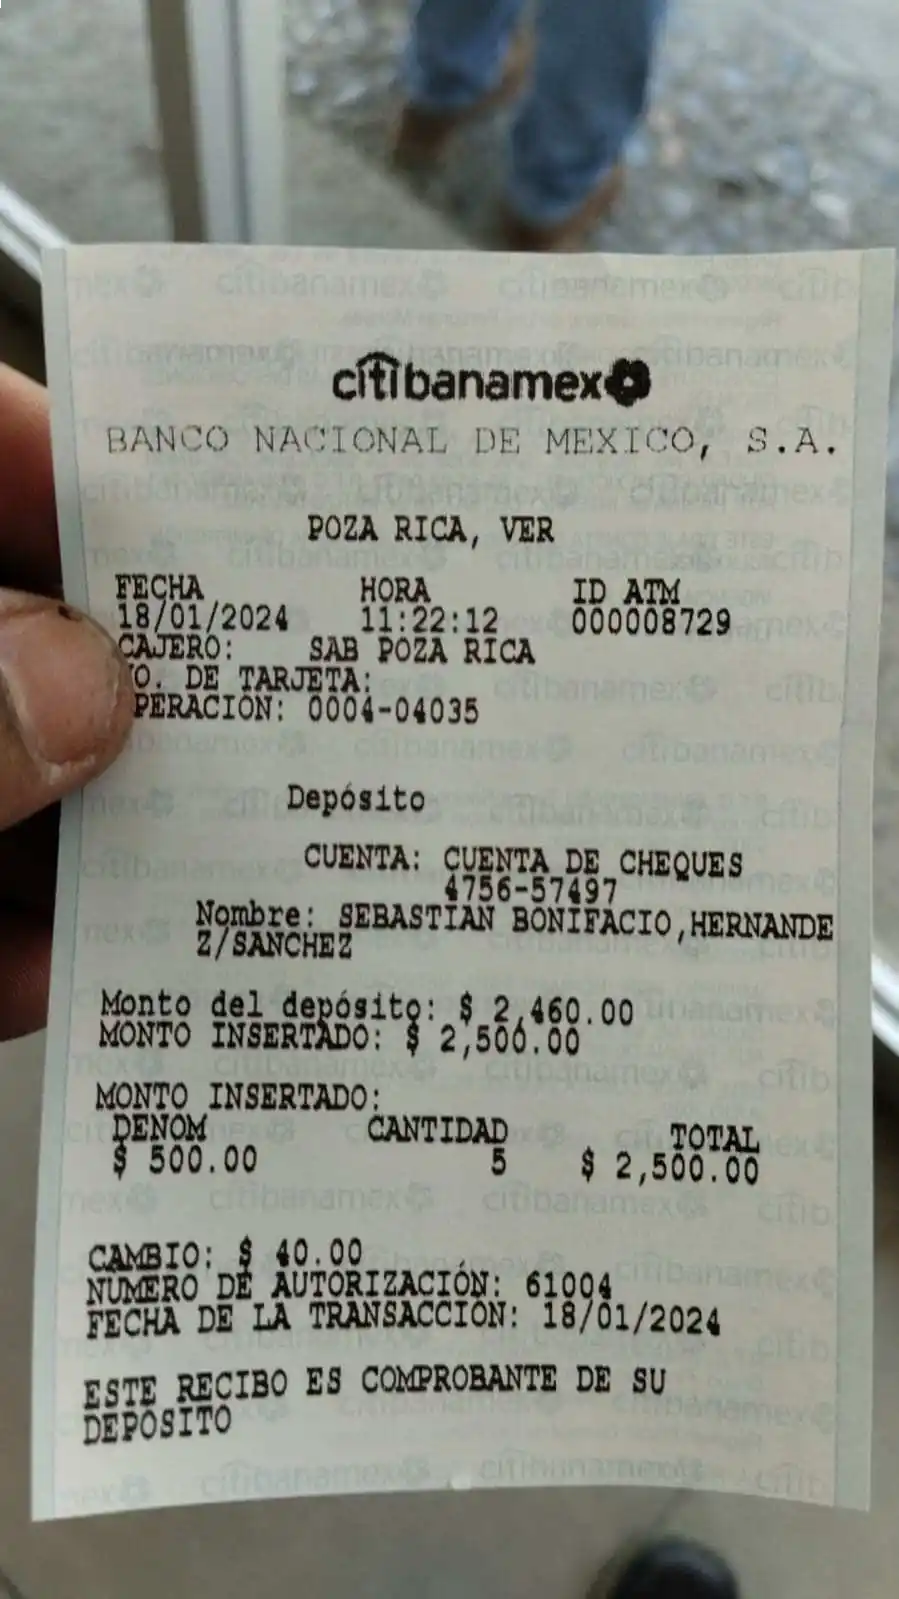 citibanamex
BANCO NACIONAL DE MEXICO, S.A.
POZA RICA, VER
FECHA HORA ID ATM
18/01/2024 11:22:12 000008729
CAJERO: SAB POZA RICA
O. DE TARJETA:
PERACIÓN: 0004-04035
Depósito
CUENTA: CUENTA DE CHEQUES
4756-57497
Nombre: SEBASTIAN BONIFACIO,HERNANDE
Z/SANCHEZ
Monto del depósito: $ 2,460.00
MONTO INSERTADO: $ 2,500.00
MONTO INSERTADO:
DENOM CANTIDAD TOTAL
$ 500.00 5 $ 2,500.00
CAMBIO: $ 40.00
NUMERO DE AUTORIZACIÓN: 61004
FECHA DE LA TRANSACCIÓN: 18/01/2024
ESTE RECIBO ES COMPROBANTE DE SU
DEPÓSITO